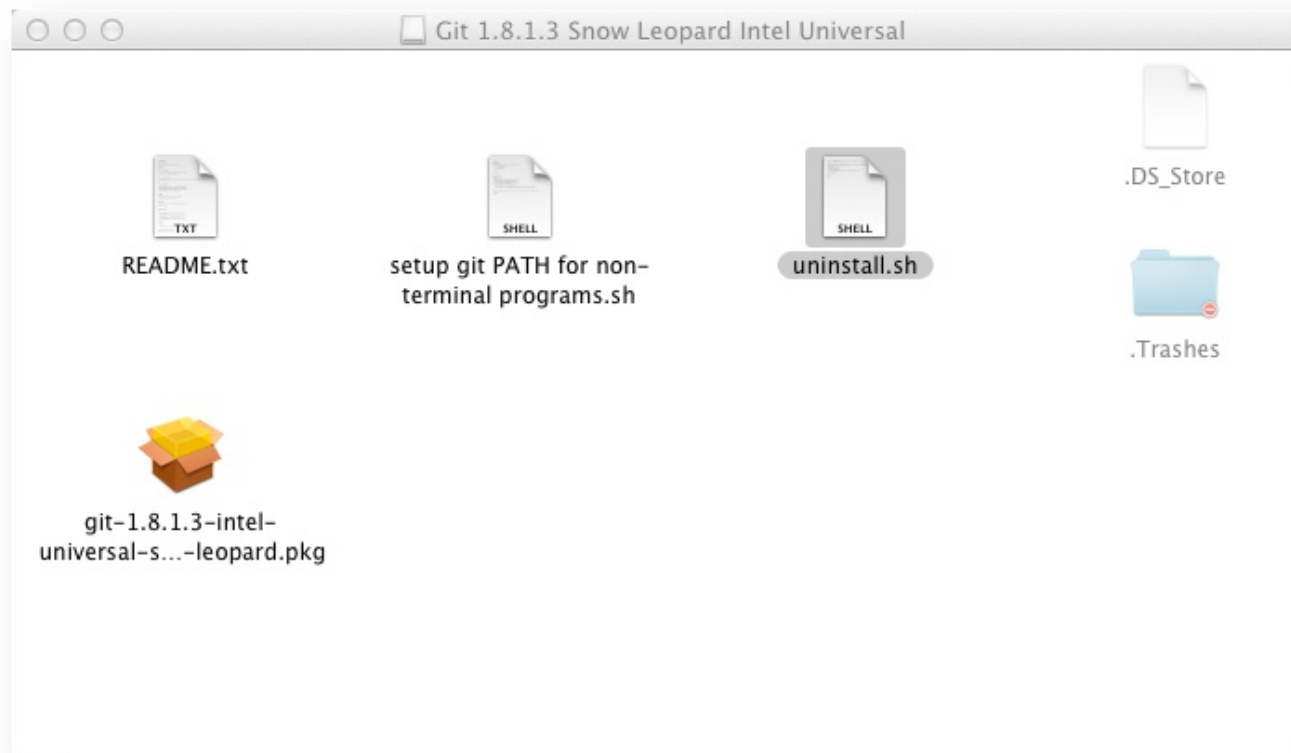 Git 1.8.1.3 Snow Leopard Intel Universal
.DS_Store
TXT
README.txt
SHELL
setup git PATH for non-
terminal programs.sh
SHELL
uninstall.sh
.Trashes
git-1.8.1.3-intel-
universal-s...-leopard.pkg